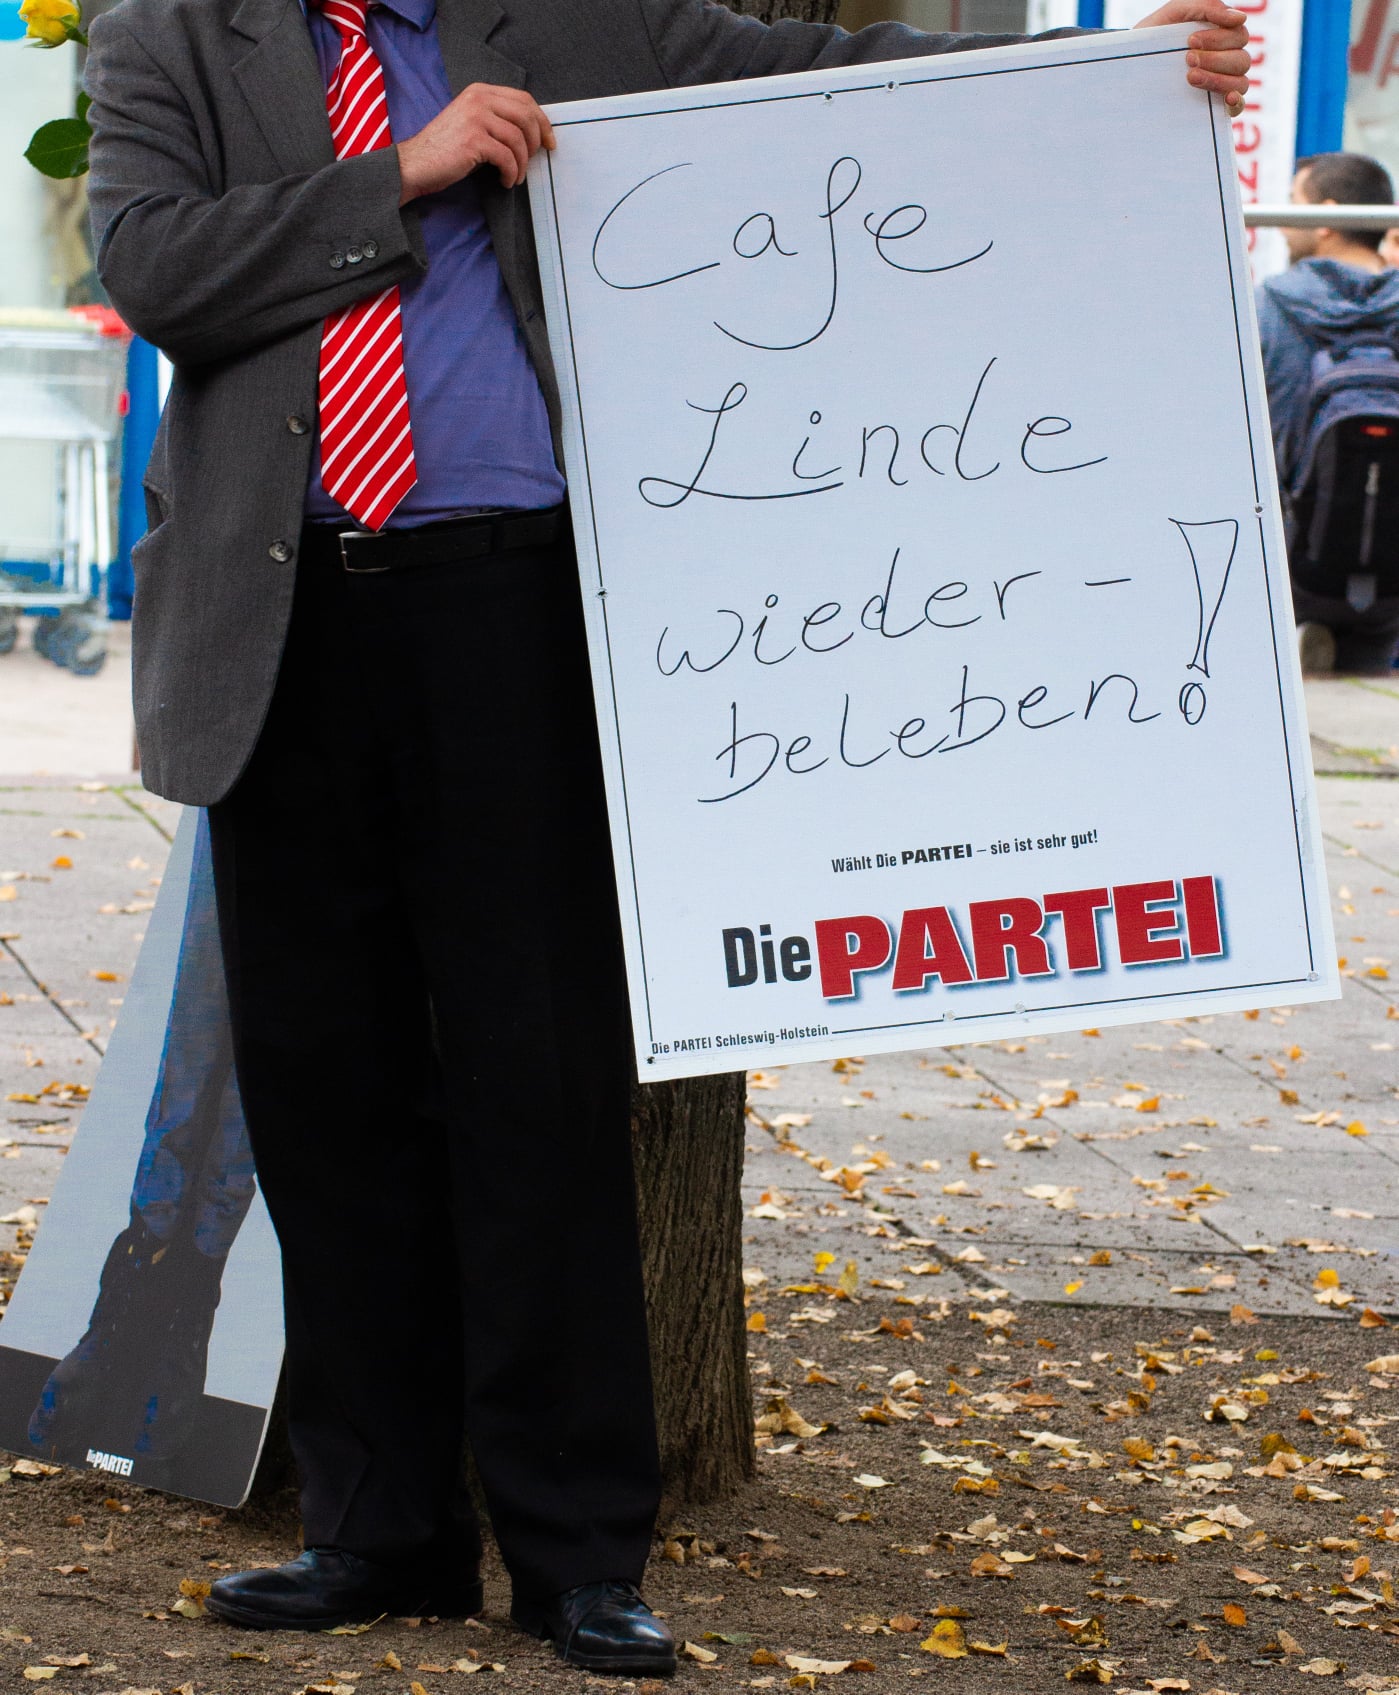 Cafe
Linde
wieder-
beleben!
Wählt Die PARTEI – sie ist sehr gut!
Die PARTEI
Die PARTEI Schleswig-Holstein
Die PARTEI